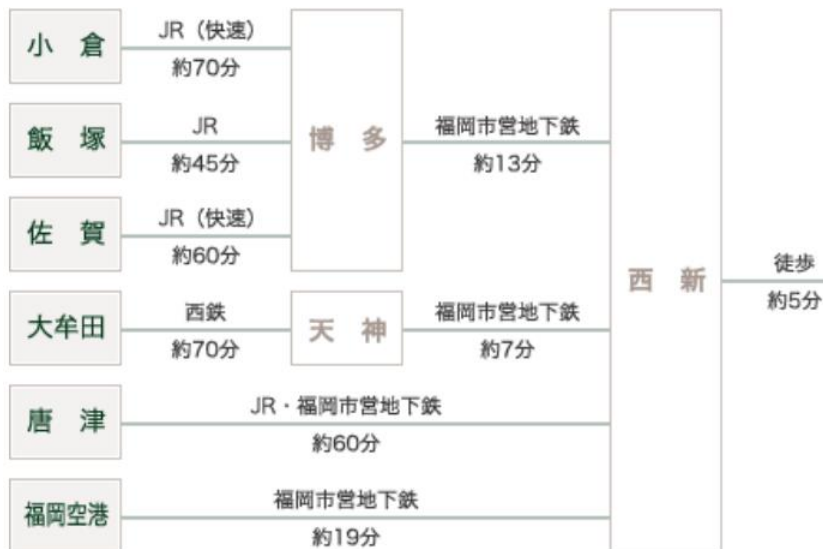 小 倉
JR（快速）
約70分
飯 塚
JR
約45分
博 多
福岡市営地下鉄
約13分
佐 賀
JR（快速）
約60分
大牟田
西鉄
約70分
天 神
福岡市営地下鉄
約7分
唐 津
JR・福岡市営地下鉄
約60分
福岡空港
福岡市営地下鉄
約19分
西 新
徒歩
約5分